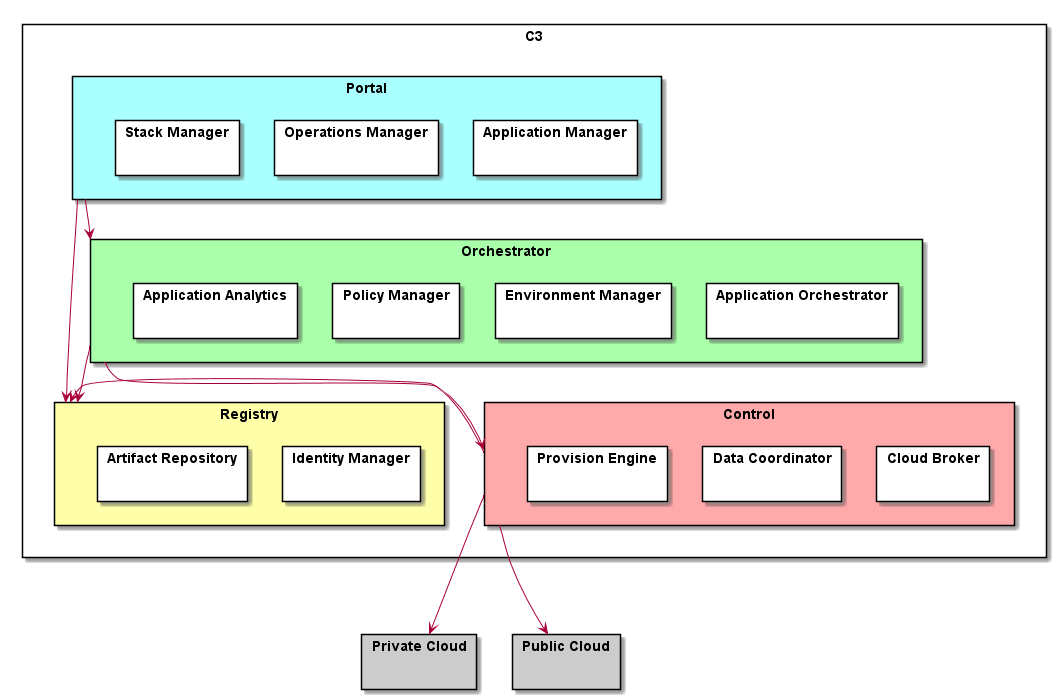 C3
Portal
Stack Manager
Operations Manager
Application Manager
Orchestrator
Application Analytics
Policy Manager
Environment Manager
Application Orchestrator
Registry
Artifact Repository
Identity Manager
Control
Provision Engine
Data Coordinator
Cloud Broker
Private Cloud
Public Cloud